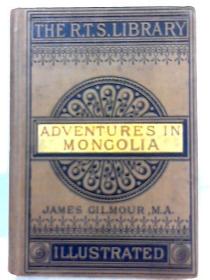 THE R.T.S. LIBRARY
ADVENTURES IN
MONGOLIA
JAMES GILMOUR, M.A.
ILLUSTRATED